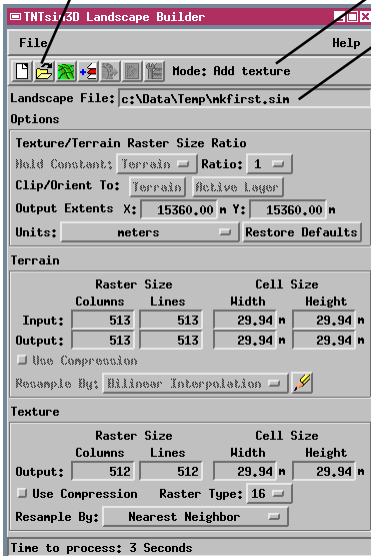 TNTsim3D Landscape Builder
File Help
Mode: Add texture
Landscape File: c:\Data\Temp\mkfirst.sim
Options
Texture/Terrain Raster Size Ratio
Hold Constant: Terrain Ratio: 1
Clip/Orient To: Terrain Active Layer
Output Extents X: 15360.00 m Y: 15360.00 m
Units: meters Restore Defaults
Terrain
Raster Size Cell Size
Columns Lines Width Height
Input: 513 513 29.94 m 29.94 m
Output: 513 513 29.94 m 29.94 m
Use Compression
Resample By: Bilinear Interpolation
Texture
Raster Size Cell Size
Columns Lines Width Height
Output: 512 512 29.94 m 29.94 m
Use Compression Raster Type: 16
Resample By: Nearest Neighbor
Time to process: 3 Seconds